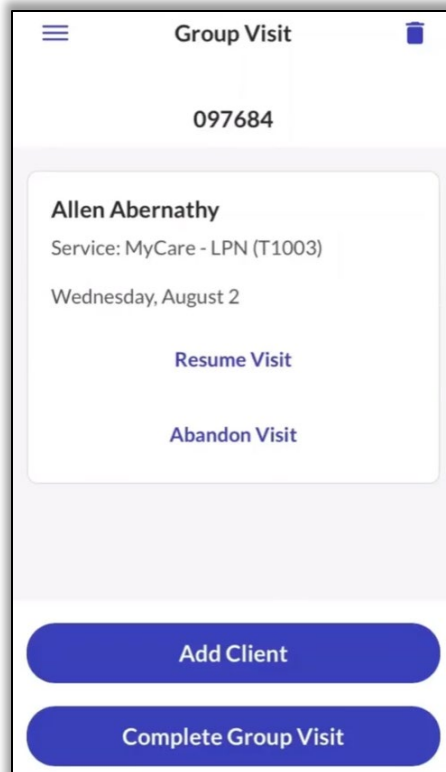 Group Visit
097684
Allen Abernathy
Service: MyCare - LPN (T1003)
Wednesday, August 2
Resume Visit
Abandon Visit
Add Client
Complete Group Visit